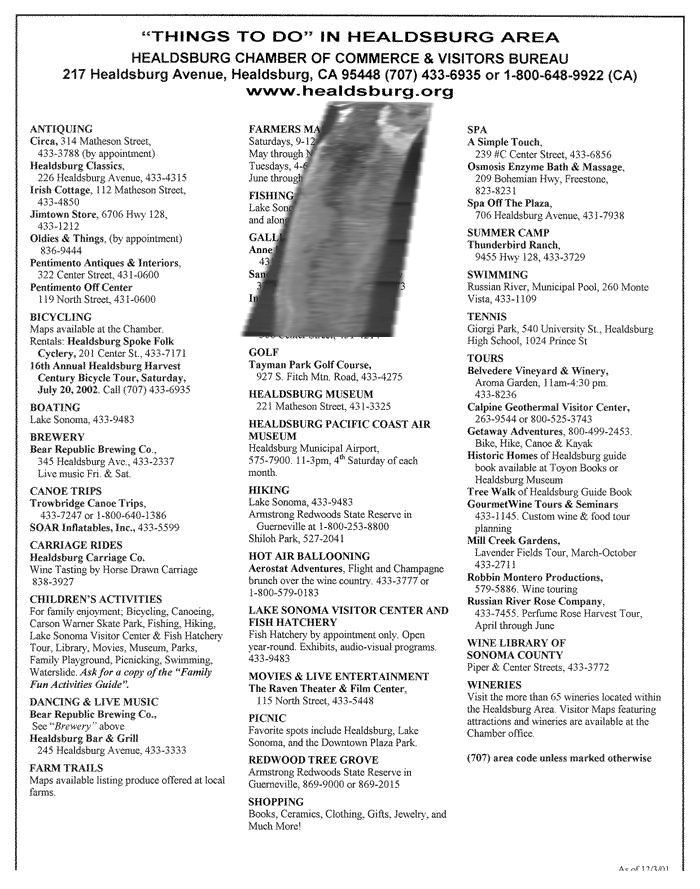 "THINGS TO DO" IN HEALDSBURG AREA
HEALDSBURG CHAMBER OF COMMERCE & VISITORS BUREAU
217 Healdsburg Avenue, Healdsburg, CA 95448 (707) 433-6935 or 1-800-648-9922 (CA)
www.healdsburg.org
ANTIQUING
Circa, 314 Matheson Street,
433-3788 (by appointment)
Healdsburg Classics,
226 Healdsburg Avenue, 433-4315
Irish Cottage, 112 Matheson Street,
433-4850
Jimtown Store, 6706 Hwy 128,
433-1212
Oldies & Things, (by appointment)
836-9444
Pentimento Antiques & Interiors,
322 Center Street, 431-0600
Pentimento Off Center
119 North Street, 431-0600
BICYCLING
Maps available at the Chamber.
Rentals: Healdsburg Spoke Folk
Cyclery, 201 Center St., 433-7171
16th Annual Healdsburg Harvest
Century Bicycle Tour, Saturday,
July 20, 2002. Call (707) 433-6935
BOATING
Lake Sonoma, 433-9483
BREWERY
Bear Republic Brewing Co.,
345 Healdsburg Ave., 433-2337
Live music Fri. & Sat.
CANOE TRIPS
Trowbridge Canoe Trips,
433-7247 or 1-800-640-1386
SOAR Inflatables, Inc., 433-5599
CARRIAGE RIDES
Healdsburg Carriage Co.
Wine Tasting by Horse Drawn Carriage
838-3927
CHILDREN'S ACTIVITIES
For family enjoyment; Bicycling, Canoeing,
Carson Warner Skate Park, Fishing, Hiking,
Lake Sonoma Visitor Center & Fish Hatchery
Tour, Library, Movies, Museum, Parks,
Family Playground, Picnicking, Swimming,
Waterslide. Ask for a copy of the "Family
Fun Activities Guide".
DANCING & LIVE MUSIC
Bear Republic Brewing Co.,
See "Brewery" above
Healdsburg Bar & Grill
245 Healdsburg Avenue, 433-3333
FARM TRAILS
Maps available listing produce offered at local
farms.
FARMERS
Saturdays, 9-12
May through
Tuesdays,
June through
FISHING
Lake
and
Anne
GOLF
Tayman Park Golf Course,
927 S. Fitch Mtn. Road, 433-4275
HEALDSBURG MUSEUM
221 Matheson Street, 431-3325
HEALDSBURG PACIFIC COAST AIR
MUSEUM
Healdsburg Municipal Airport,
575-7900. 11-3pm, 4th Saturday of each
month.
HIKING
Lake Sonoma, 433-9483
Armstrong Redwoods State Reserve in
Guerneville at 1-800-253-8800
Shiloh Park, 527-2041
HOT AIR BALLOONING
Aerostat Adventures, Flight and Champagne
brunch over the wine country. 433-3777 or
1-800-579-0183
LAKE SONOMA VISITOR CENTER AND
FISH HATCHERY
Fish Hatchery by appointment only. Open
year-round. Exhibits, audio-visual programs.
433-9483
MOVIES & LIVE ENTERTAINMENT
The Raven Theater & Film Center,
115 North Street, 433-5448
PICNIC
Favorite spots include Healdsburg, Lake
Sonoma, and the Downtown Plaza Park.
REDWOOD TREE GROVE
Armstrong Redwoods State Reserve in
Guerneville, 869-9000 or 869-2015
SHOPPING
Books, Ceramics, Clothing, Gifts, Jewelry, and
Much More!
SPA
A Simple Touch,
239 #C Center Street, 433-6856
Osmosis Enzyme Bath & Massage,
209 Bohemian Hwy, Freestone,
823-8231
Spa Off The Plaza,
706 Healdsburg Avenue, 431-7938
SUMMER CAMP
Thunderbird Ranch,
9455 Hwy 128, 433-3729
SWIMMING
Russian River, Municipal Pool, 260 Monte
Vista, 433-1109
TENNIS
Giorgi Park, 540 University St., Healdsburg
High School, 1024 Prince St
TOURS
Belvedere Vineyard & Winery,
Aroma Garden, 11am-4:30 pm.
433-8236
Calpine Geothermal Visitor Center,
263-9544 or 800-525-3743
Getaway Adventures, 800-499-2453.
Bike, Hike, Canoe & Kayak
Historic Homes of Healdsburg guide
book available at Toyon Books or
Healdsburg Museum
Tree Walk of Healdsburg Guide Book
GourmetWine Tours & Seminars
433-1145. Custom wine & food tour
planning
Mill Creek Gardens,
Lavender Fields Tour, March-October
433-2711
Robbin Montero Productions,
579-5886. Wine touring
Russian River Rose Company,
433-7455. Perfume Rose Harvest Tour,
April through June
WINE LIBRARY OF
SONOMA COUNTY
Piper & Center Streets, 433-3772
WINERIES
Visit the more than 65 wineries located within
the Healdsburg Area. Visitor Maps featuring
attractions and wineries are available at the
Chamber office.
(707) area code unless marked otherwise
As of 12/3/01